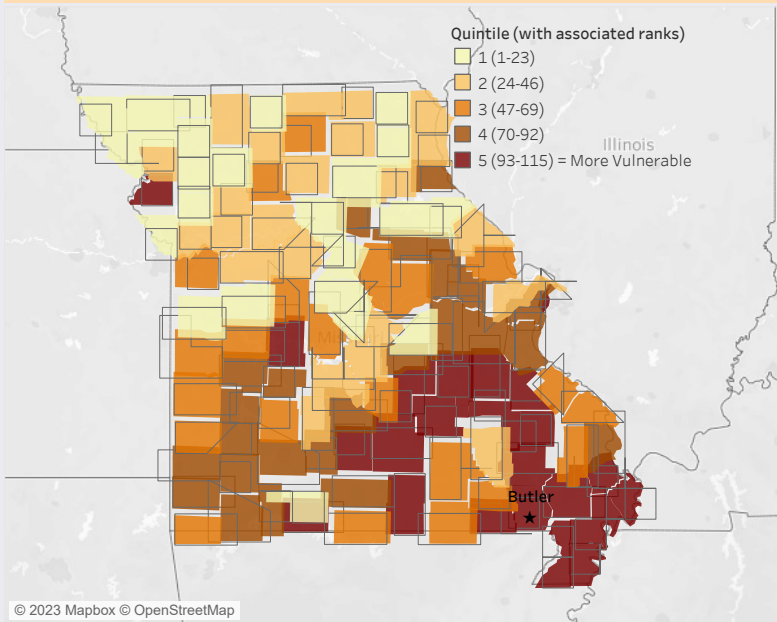 Quintile (with associated ranks)
1 (1-23)
2 (24-46)
3 (47-69)
4 (70-92)
5 (93-115) = More Vulnerable
Illinois
Butler
© 2023 Mapbox © OpenStreetMap